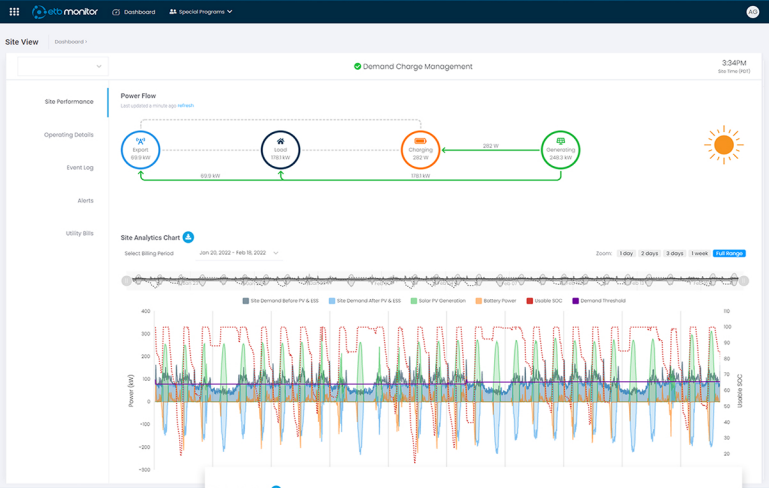 etb monitor Dashboard Special Programs AG
Site View Dashboard ›
Demand Charge Management
3:34PM
Site Time (PDT)
Site Performance
Operating Details
Event Log
Alerts
Utility Bills
Power Flow
Last updated a minute ago refresh
Export
69.9 kW
Load
178.1 kW
Charging
282 W
Generating
248.3 kW
282 W
69.9 kW
178.1 kW
Site Analytics Chart
Select Billing Period Jan 20, 2022 - Feb 18, 2022
Zoom: 1 day 2 days 3 days 1 week Full Range
Site Demand Before PV & ESS Site Demand After PV & ESS Solar PV Generation Battery Power Usable SOC Demand Threshold
Power (kW)
400
300
200
100
0
-100
-200
-300
110
100
90
80
70
60
50
40
30
20
Usable SOC